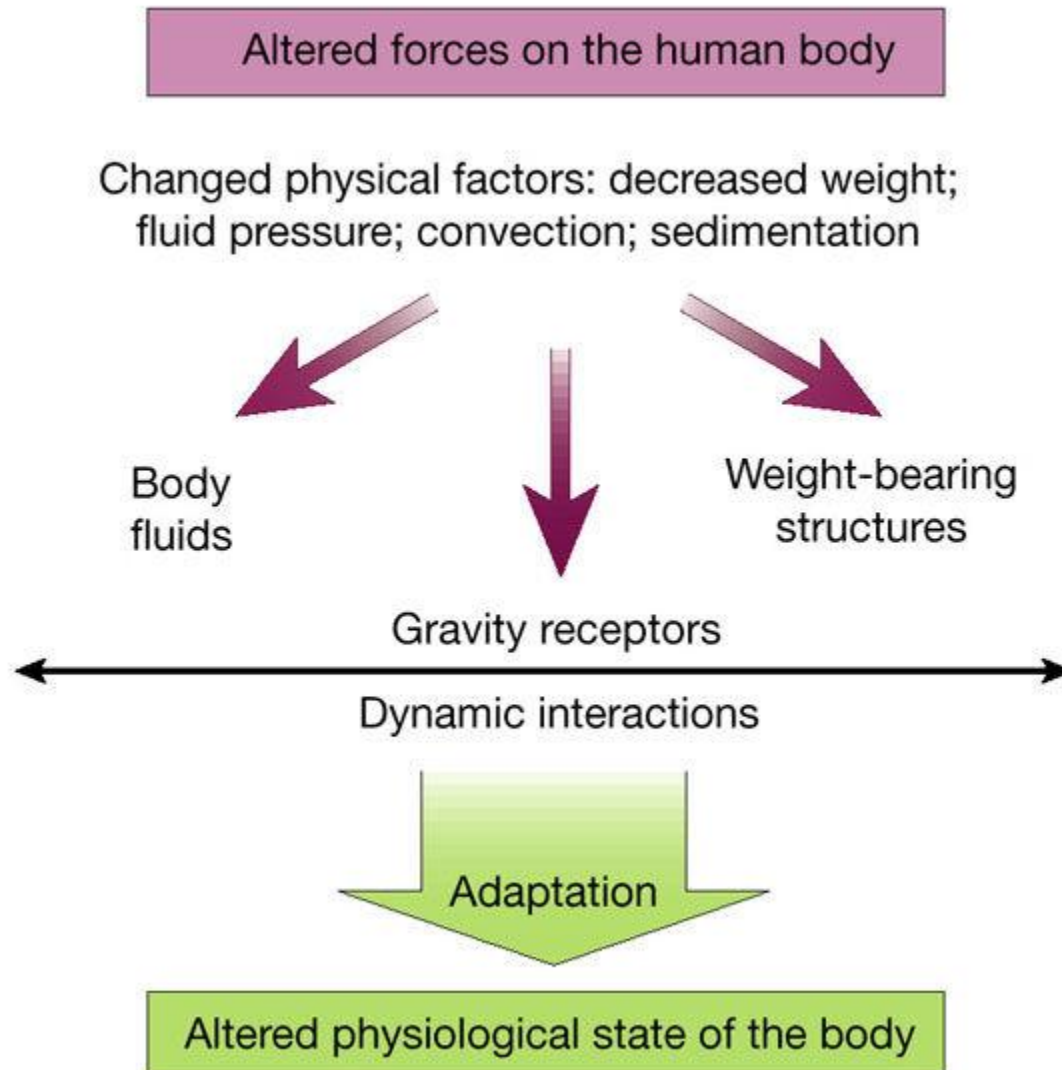 Altered forces on the human body
Changed physical factors: decreased weight;
fluid pressure; convection; sedimentation
Body
fluids
Weight-bearing
structures
Gravity receptors
Dynamic interactions
Adaptation
Altered physiological state of the body